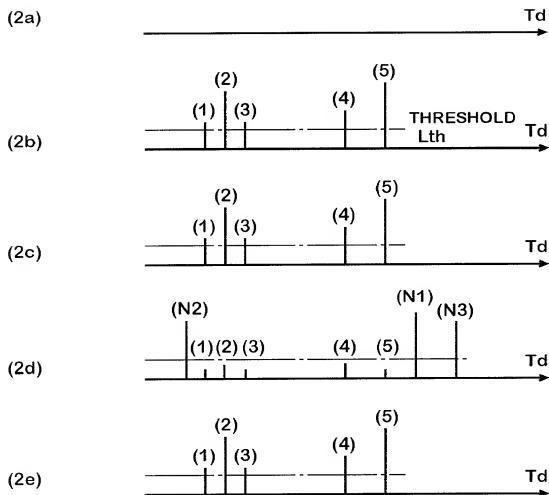 (2a) Td
(5)
(2)
(1) (3) (4)
THRESHOLD
Lth
(2b) Td
(5)
(2)
(1) (3) (4)
(2c) Td
(N2) (N1) (N3)
(1) (2) (3) (4) (5)
(2d) Td
(5)
(2)
(1) (3) (4)
(2e) Td